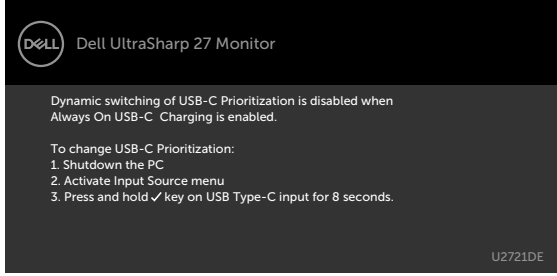 DELL
Dell UltraSharp 27 Monitor
Dynamic switching of USB-C Prioritization is disabled when
Always On USB-C Charging is enabled.
To change USB-C Prioritization:
1. Shutdown the PC
2. Activate Input Source menu
3. Press and hold ✓ key on USB Type-C input for 8 seconds.
U2721DE